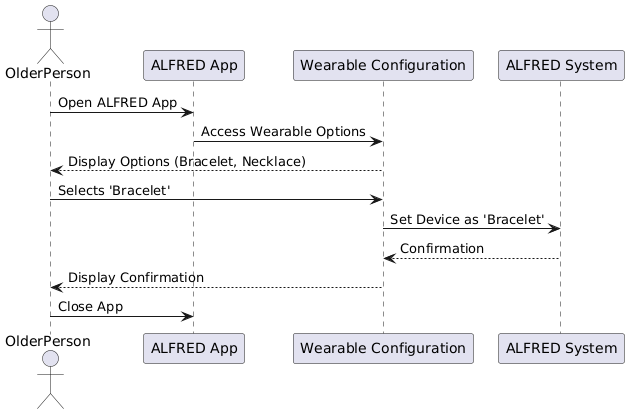 OlderPerson
ALFRED App
Wearable Configuration
ALFRED System
Open ALFRED App
Access Wearable Options
Display Options (Bracelet, Necklace)
Selects 'Bracelet'
Set Device as 'Bracelet'
Confirmation
Display Confirmation
Close App
OlderPerson
ALFRED App
Wearable Configuration
ALFRED System